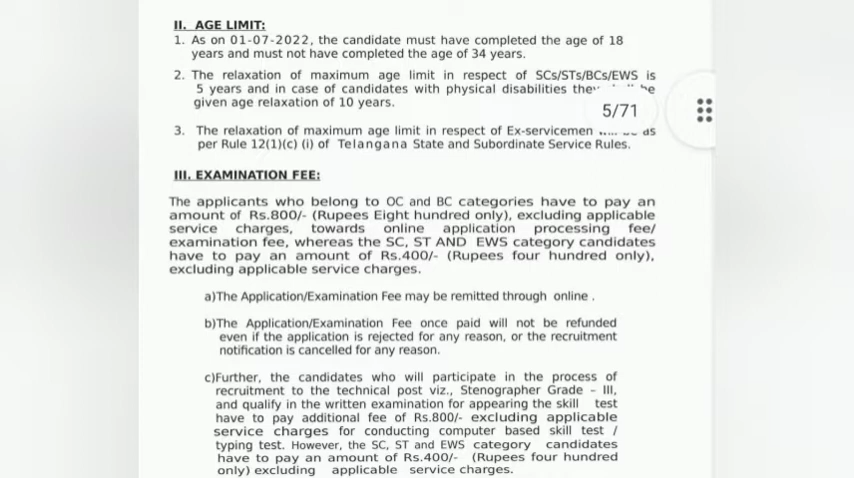 II. AGE LIMIT:
1. As on 01-07-2022, the candidate must have completed the age of 18
years and must not have completed the age of 34 years.
2. The relaxation of maximum age limit in respect of SCs/STs/BCs/EWS is
5 years and in case of candidates with physical disabilities
given age relaxation of 10 years.
5/71
3. The relaxation of maximum age limit in respect of Ex-servicemen
per Rule 12(1)(c) (i) of Telangana State and Subordinate Service Rules.
III. EXAMINATION FEE:
The applicants who belong to OC and BC categories have to pay an
amount of Rs.800/- (Rupees Eight hundred only), excluding applicable
service charges, towards online application processing fee/
examination fee, whereas the SC, ST AND EWS category candidates
have to pay an amount of Rs.400/- (Rupees four hundred only),
excluding applicable service charges.
a)The Application/Examination Fee may be remitted through online .
b)The Application/Examination Fee once paid will not be refunded
even if the application is rejected for any reason, or the recruitment
notification is cancelled for any reason.
c)Further, the candidates who will participate in the process of
recruitment to the technical post viz., Stenographer Grade – III,
and qualify in the written examination for appearing the skill test
have to pay additional fee of Rs.800/- excluding applicable
service charges for conducting computer based skill test /
typing test. However, the SC, ST and EWS category candidates
have to pay an amount of Rs.400/- (Rupees four hundred
only) excluding applicable service charges.